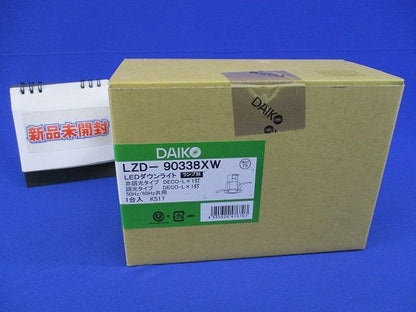 新品未開封
DAIKO
DAIKO
LZD－90338XW
LEDダウンライト ランプ別
非調光タイプ DECO-L×1灯
調光タイプ DECO-L×1灯
50Hz/60Hz共用
1台入 K517